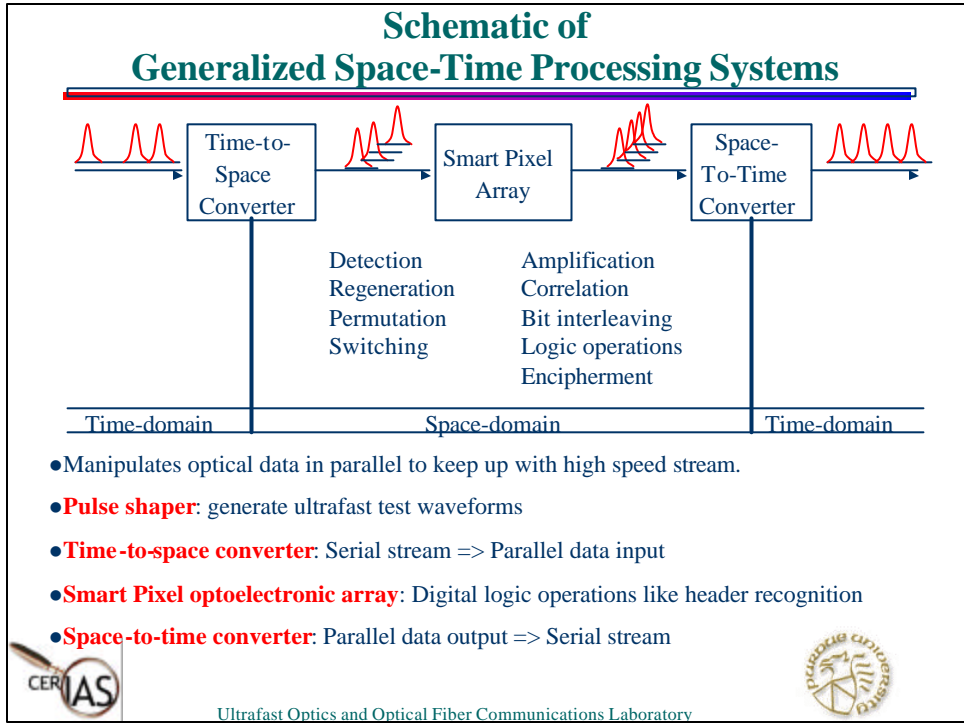 Schematic of
Generalized Space-Time Processing Systems
Time-to-
Space
Converter
Smart Pixel
Array
Space-
To-Time
Converter
Detection
Regeneration
Permutation
Switching
Amplification
Correlation
Bit interleaving
Logic operations
Encipherment
Time-domain
Space-domain
Time-domain
●Manipulates optical data in parallel to keep up with high speed stream.
●Pulse shaper: generate ultrafast test waveforms
●Time-to-space converter: Serial stream => Parallel data input
●Smart Pixel optoelectronic array: Digital logic operations like header recognition
●Space-to-time converter: Parallel data output => Serial stream
CERIAS
PURDUE UNIVERSITY
Ultrafast Optics and Optical Fiber Communications Laboratory